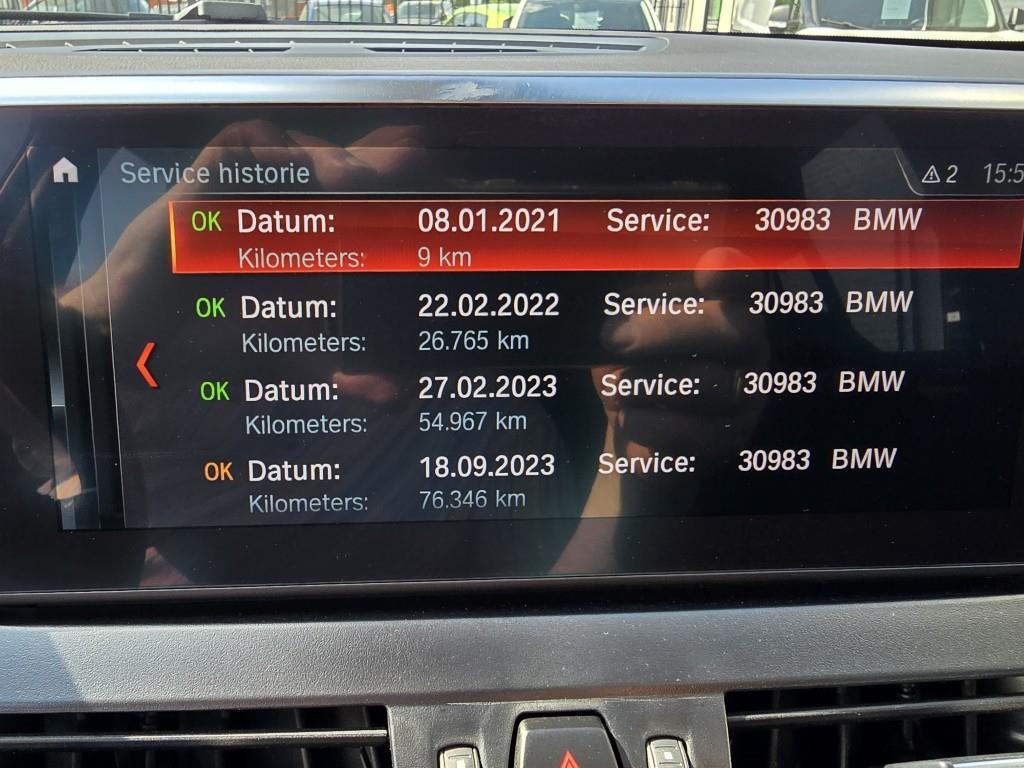 Service historie
2 15:5
OK Datum: 08.01.2021 Service: 30983 BMW
Kilometers: 9 km
OK Datum: 22.02.2022 Service: 30983 BMW
Kilometers: 26.765 km
OK Datum: 27.02.2023 Service: 30983 BMW
Kilometers: 54.967 km
OK Datum: 18.09.2023 Service: 30983 BMW
Kilometers: 76.346 km